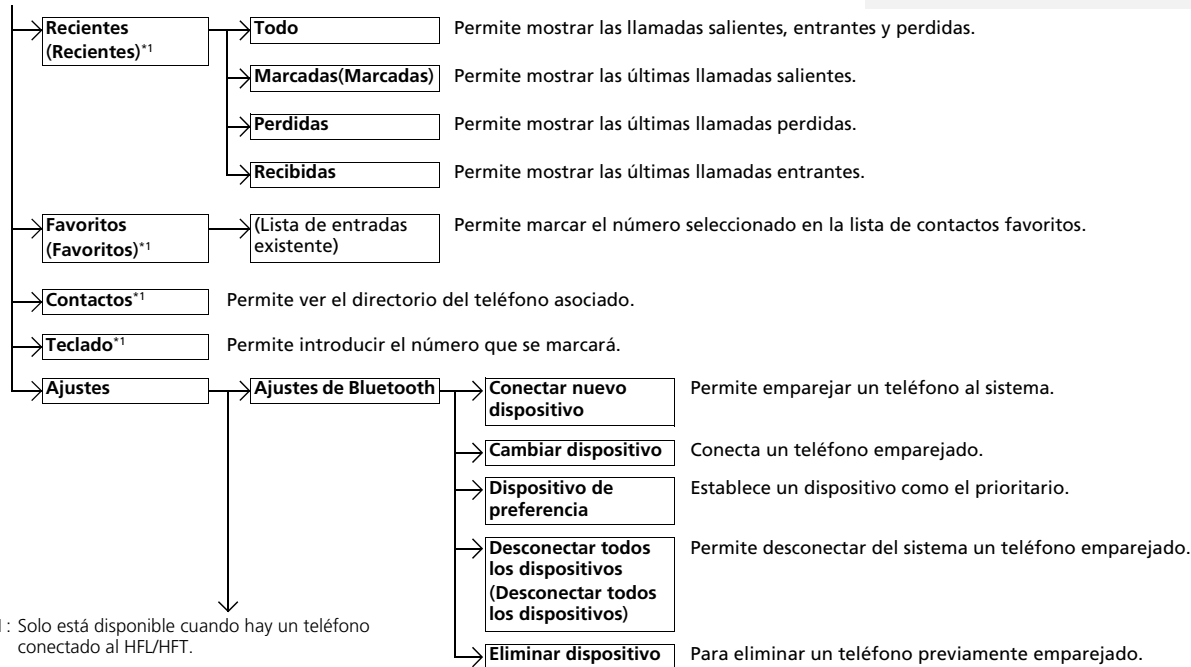 Recientes
(Recientes)*1
Todo
Permite mostrar las llamadas salientes, entrantes y perdidas.
Marcadas(Marcadas)
Permite mostrar las últimas llamadas salientes.
Perdidas
Permite mostrar las últimas llamadas perdidas.
Recibidas
Permite mostrar las últimas llamadas entrantes.
Favoritos
(Favoritos)*1
(Lista de entradas
existente)
Permite marcar el número seleccionado en la lista de contactos favoritos.
Contactos*1
Permite ver el directorio del teléfono asociado.
Teclado*1
Permite introducir el número que se marcará.
Ajustes
Ajustes de Bluetooth
Conectar nuevo
dispositivo
Permite emparejar un teléfono al sistema.
Cambiar dispositivo
Conecta un teléfono emparejado.
Dispositivo de
preferencia
Establece un dispositivo como el prioritario.
Desconectar todos
los dispositivos
(Desconectar todos
los dispositivos)
Permite desconectar del sistema un teléfono emparejado.
Eliminar dispositivo
Para eliminar un teléfono previamente emparejado.
1: Solo está disponible cuando hay un teléfono
conectado al HFL/HFT.